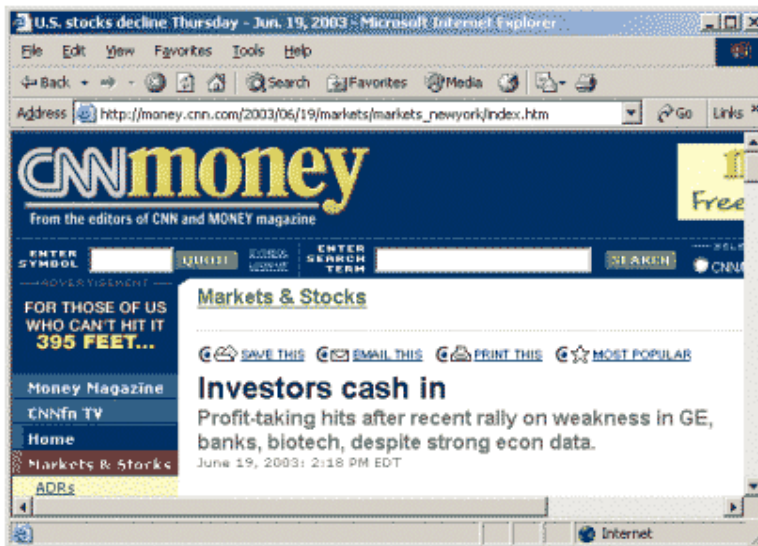 U.S. stocks decline Thursday - Jun. 19, 2003 - Microsoft Internet Explorer
File Edit View Favorites Tools Help
Back Search Favorites Media
Address http://money.cnn.com/2003/06/19/markets/markets_newyork/index.htm Go Links
CNNmoney
From the editors of CNN and MONEY magazine
Free
ENTER SYMBOL QUOTE ENTER SEARCH TERM SEARCH
ADVERTISEMENT
FOR THOSE OF US
WHO CAN'T HIT IT
395 FEET...
Markets & Stocks
SAVE THIS EMAIL THIS PRINT THIS MOST POPULAR
Investors cash in
Profit-taking hits after recent rally on weakness in GE,
banks, biotech, despite strong econ data.
June 19, 2003: 2:18 PM EDT
Money Magazine
CNNfn TV
Home
Markets & Stocks
ADRs
Internet